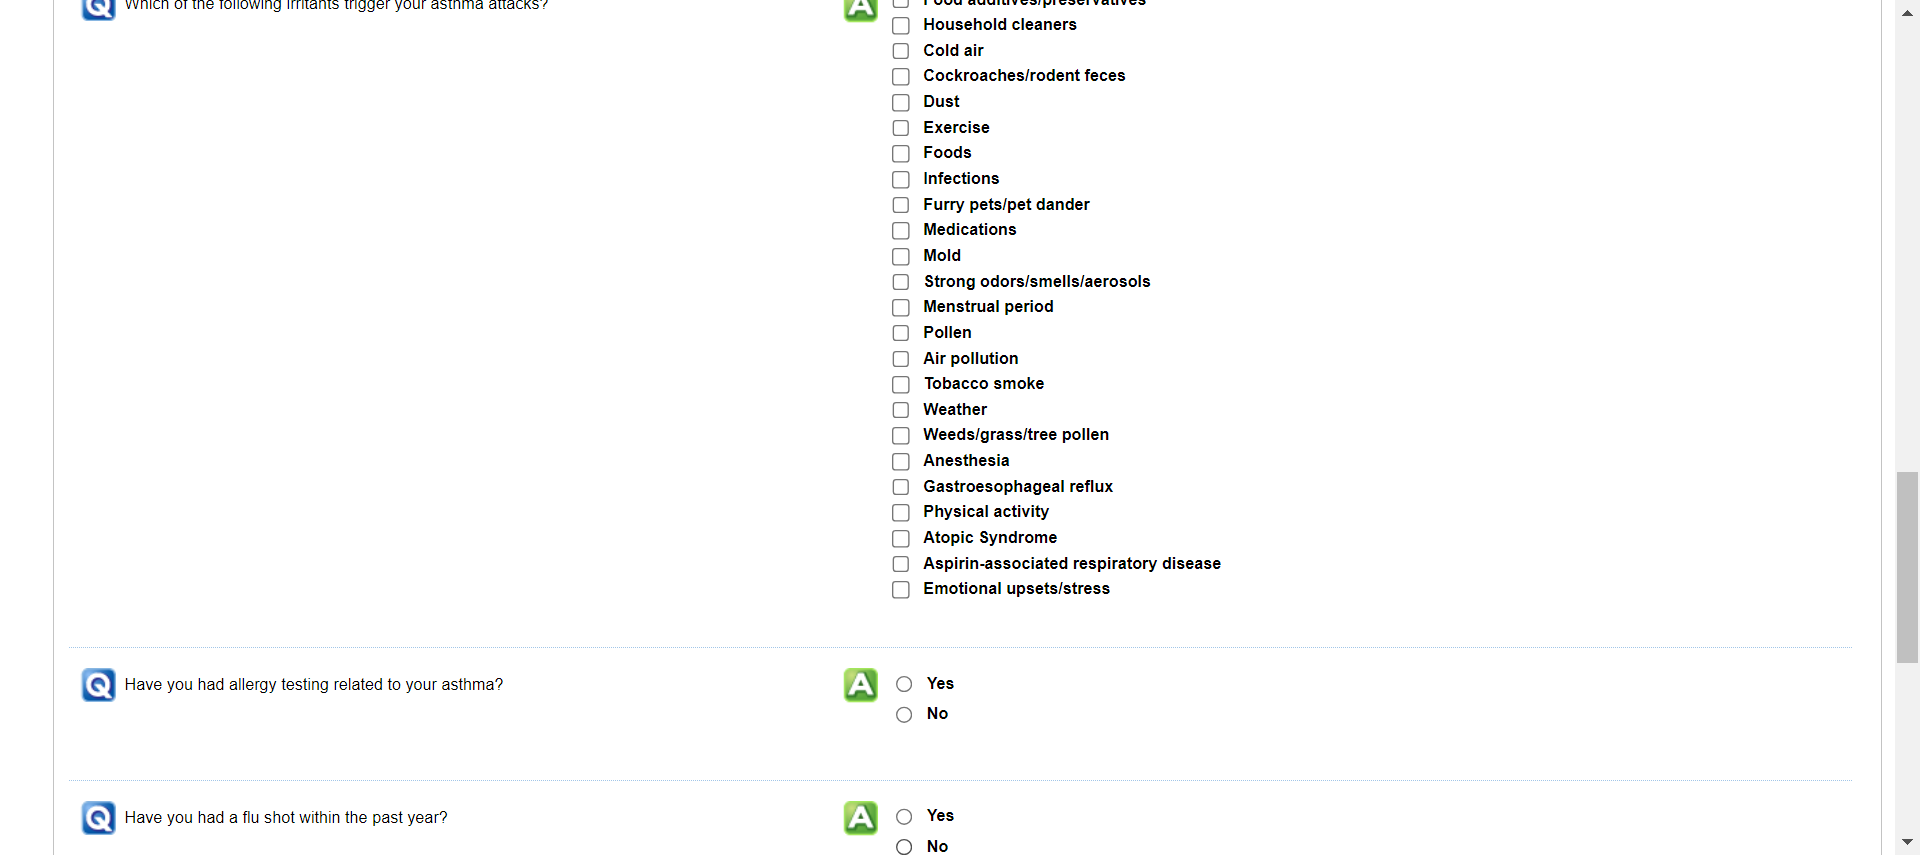 Which of the following irritants trigger your asthma attacks?
Food additives/preservatives
Household cleaners
Cold air
Cockroaches/rodent feces
Dust
Exercise
Foods
Infections
Furry pets/pet dander
Medications
Mold
Strong odors/smells/aerosols
Menstrual period
Pollen
Air pollution
Tobacco smoke
Weather
Weeds/grass/tree pollen
Anesthesia
Gastroesophageal reflux
Physical activity
Atopic Syndrome
Aspirin-associated respiratory disease
Emotional upsets/stress
Q Have you had allergy testing related to your asthma? A Yes
No
Q Have you had a flu shot within the past year? A Yes
No